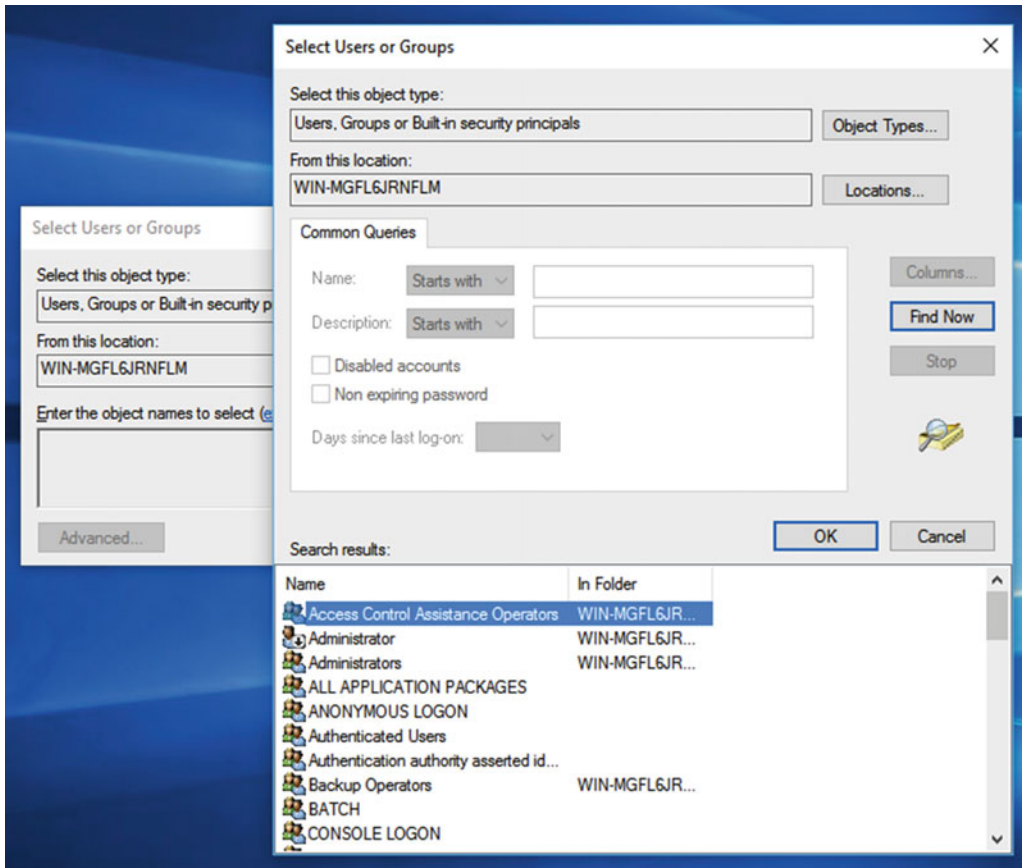 Select Users or Groups
Select this object type:
Users, Groups or Built-in security p
From this location:
WIN-MGFL6JRNFLM
Enter the object names to select (e
Advanced...
Select Users or Groups
Select this object type:
Users, Groups or Built-in security principals
Object Types...
From this location:
WIN-MGFL6JRNFLM
Locations...
Common Queries
Name:
Starts with
Description:
Starts with
Disabled accounts
Non expiring password
Days since last log-on:
Columns...
Find Now
Stop
OK
Cancel
Search results:
Name In Folder
Access Control Assistance Operators WIN-MGFL6JR...
Administrator WIN-MGFL6JR...
Administrators WIN-MGFL6JR...
ALL APPLICATION PACKAGES
ANONYMOUS LOGON
Authenticated Users
Authentication authority asserted id...
Backup Operators WIN-MGFL6JR...
BATCH
CONSOLE LOGON